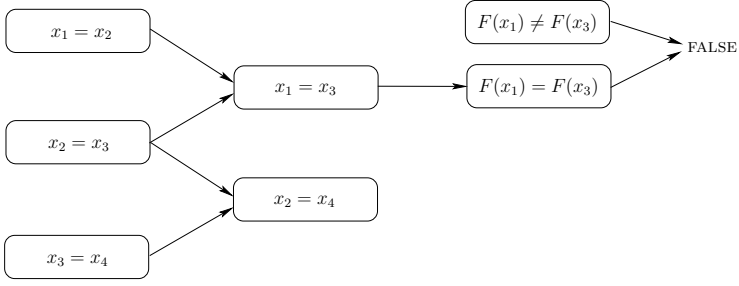 x₁ = x₂
x₂ = x₃
x₃ = x₄
x₁ = x₃
x₂ = x₄
F(x₁) ≠ F(x₃)
F(x₁) = F(x₃)
FALSE